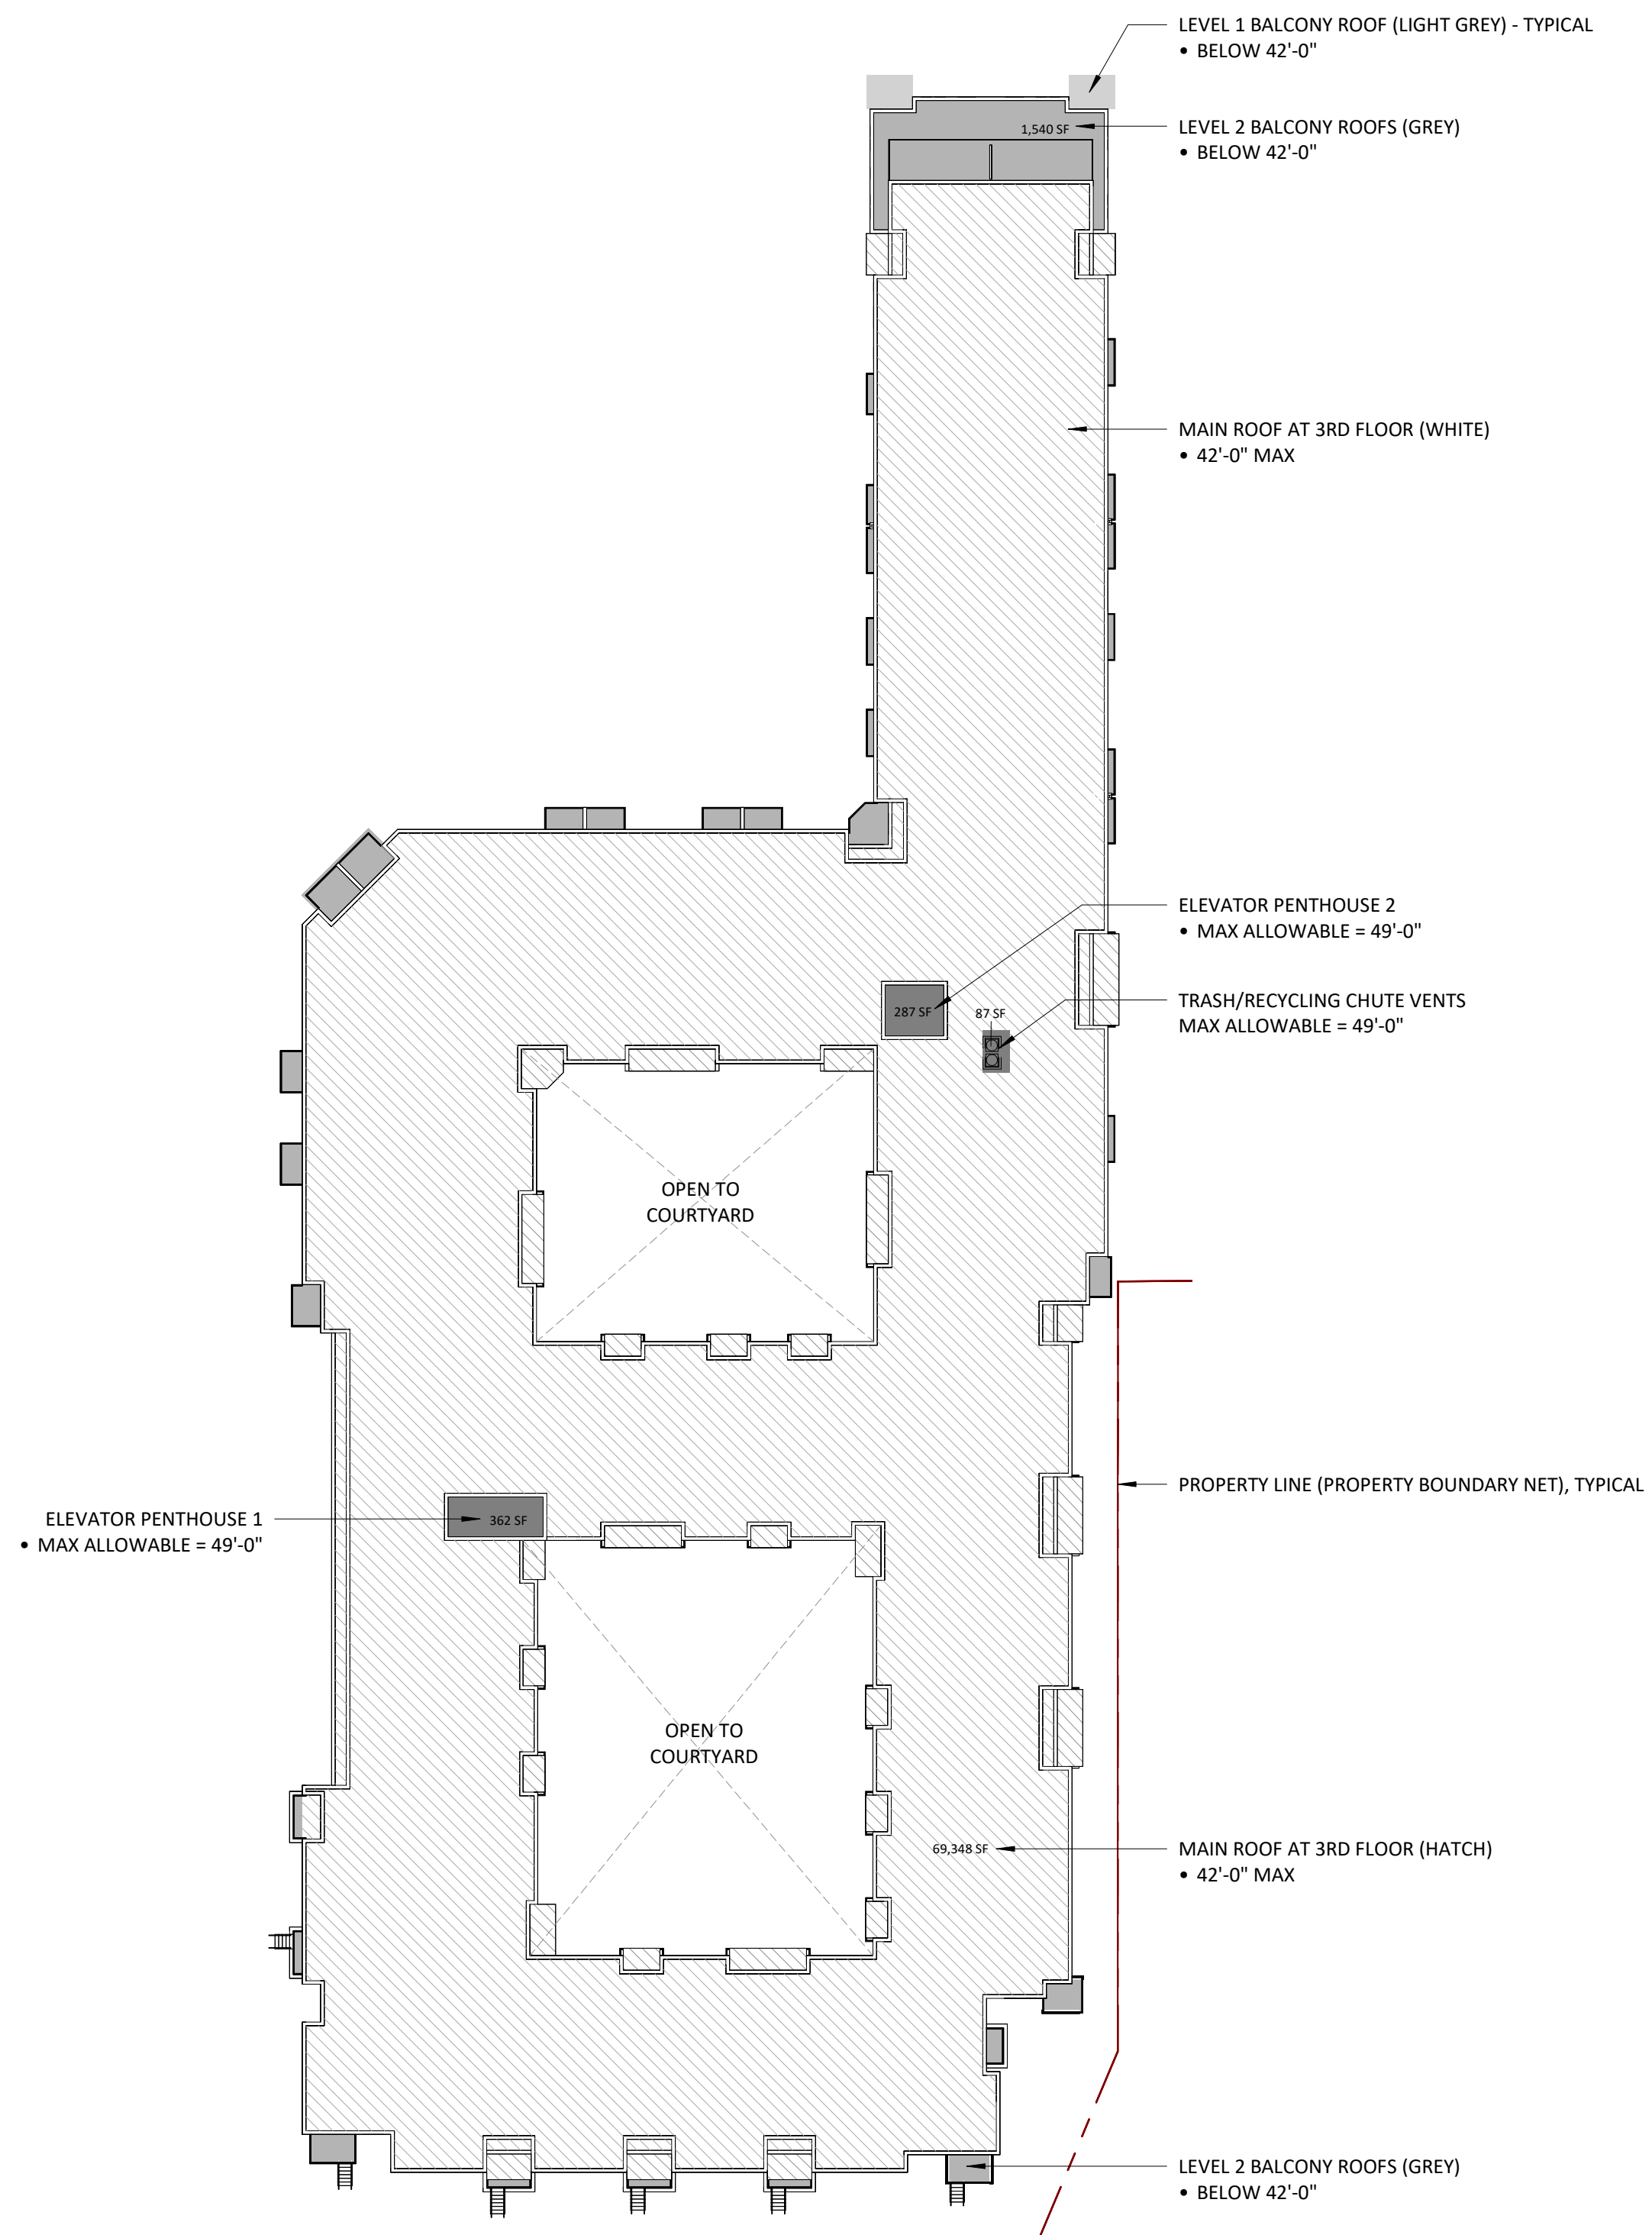 LEVEL 1 BALCONY ROOF (LIGHT GREY) - TYPICAL
• BELOW 42'-0"
LEVEL 2 BALCONY ROOFS (GREY)
• BELOW 42'-0"
1,540 SF
MAIN ROOF AT 3RD FLOOR (WHITE)
• 42'-0" MAX
ELEVATOR PENTHOUSE 2
• MAX ALLOWABLE = 49'-0"
287 SF
87 SF
TRASH/RECYCLING CHUTE VENTS
MAX ALLOWABLE = 49'-0"
OPEN TO
COURTYARD
PROPERTY LINE (PROPERTY BOUNDARY NET), TYPICAL
ELEVATOR PENTHOUSE 1
• MAX ALLOWABLE = 49'-0"
362 SF
OPEN TO
COURTYARD
69,348 SF
MAIN ROOF AT 3RD FLOOR (HATCH)
• 42'-0" MAX
LEVEL 2 BALCONY ROOFS (GREY)
• BELOW 42'-0"